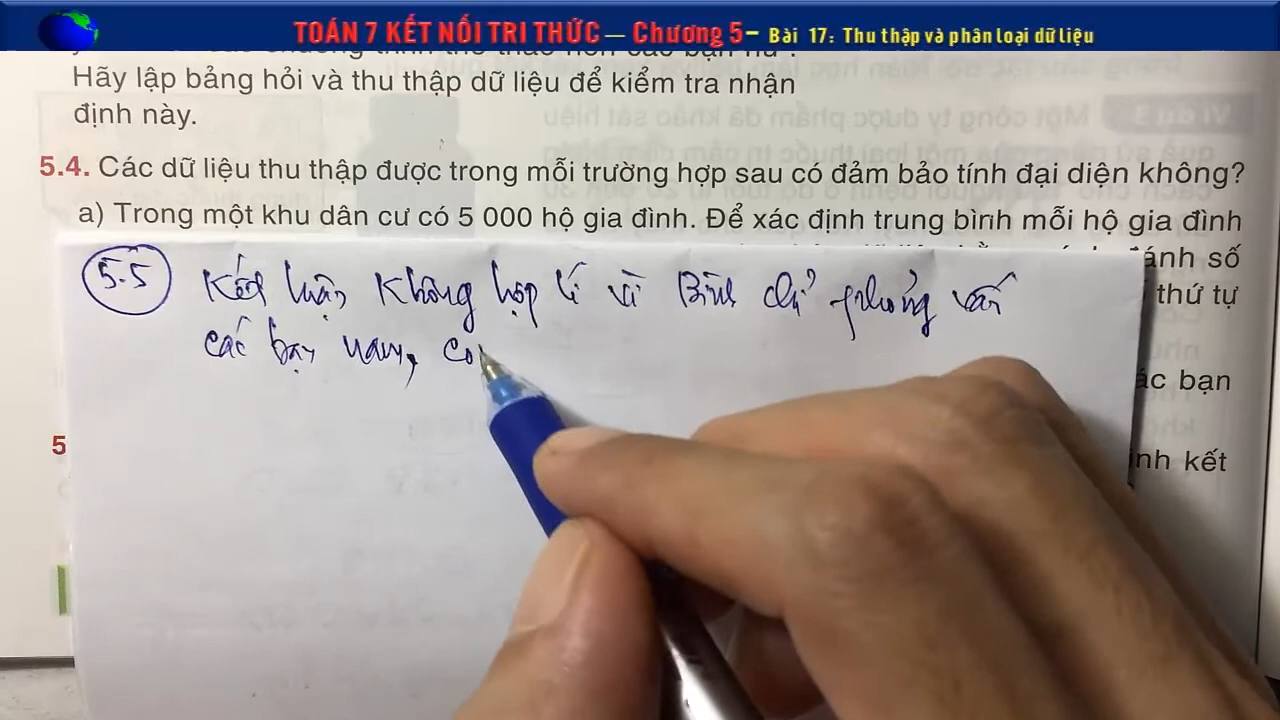 TOÁN 7 KẾT NỐI TRI THỨC – Chương 5 – Bài 17: Thu thập và phân loại dữ liệu
Hãy lập bảng hỏi và thu thập dữ liệu để kiểm tra nhận
định này.
5.4. Các dữ liệu thu thập được trong mỗi trường hợp sau có đảm bảo tính đại diện không?
a) Trong một khu dân cư có 5 000 hộ gia đình. Để xác định trung bình mỗi hộ gia đình
ánh số
thứ tự
5.5 Kết luận không hợp lí vì Bình chỉ phỏng vấn
các bạn nam, co
ác bạn
5
nh kết